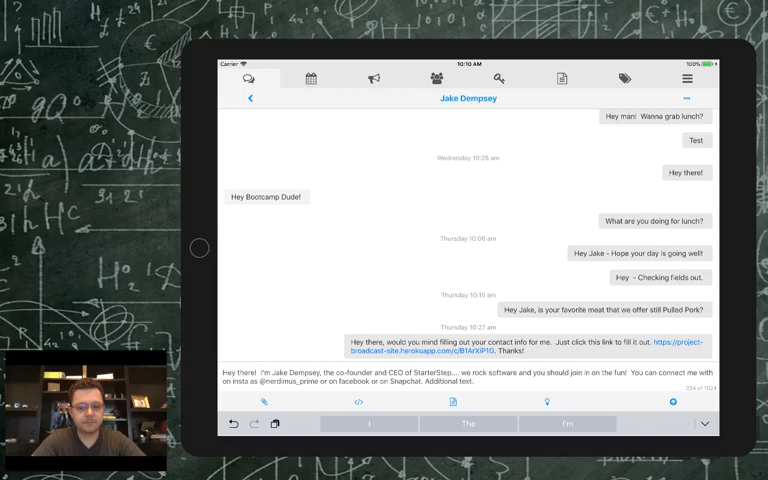 Carrier
10:10 AM
100%
Jake Dempsey
Hey man! Wanna grab lunch?
Test
Wednesday 10:25 am
Hey there!
Hey Bootcamp Dude!
What are you doing for lunch?
Thursday 10:06 am
Hey Jake - Hope your day is going well!
Hey - Checking fields out.
Thursday 10:15 am
Hey Jake, is your favorite meat that we offer still Pulled Pork?
Thursday 10:27 am
Hey there, would you mind filling out your contact info for me. Just click this link to fill it out. https://project-
broadcast-site.herokuapp.com/c/B1ArXiP1G. Thanks!
Hey there! I'm Jake Dempsey, the co-founder and CEO of StarterStep.... we rock software and you should join in on the fun! You can connect me with
on insta as @nerdimus_prime or on facebook or on Snapchat. Additional text.
224 of 1024
I
The
I'm